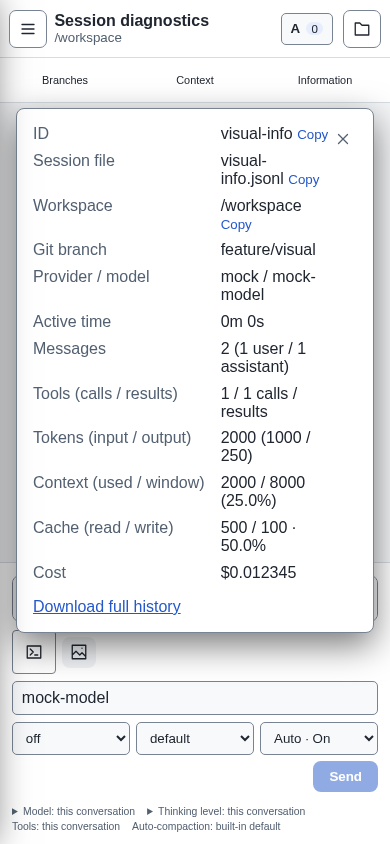 Session diagnostics
/workspace
A 0
Branches Context Information
ID visual-info Copy
Session file visual-
info.jsonl Copy
Workspace /workspace
Copy
Git branch feature/visual
Provider / model mock / mock-
model
Active time 0m 0s
Messages 2 (1 user / 1
assistant)
Tools (calls / results) 1 / 1 calls /
results
Tokens (input / output) 2000 (1000 /
250)
Context (used / window) 2000 / 8000
(25.0%)
Cache (read / write) 500 / 100 ·
50.0%
Cost $0.012345
Download full history
mock-model
off default Auto · On
Send
Model: this conversation Thinking level: this conversation
Tools: this conversation Auto-compaction: built-in default